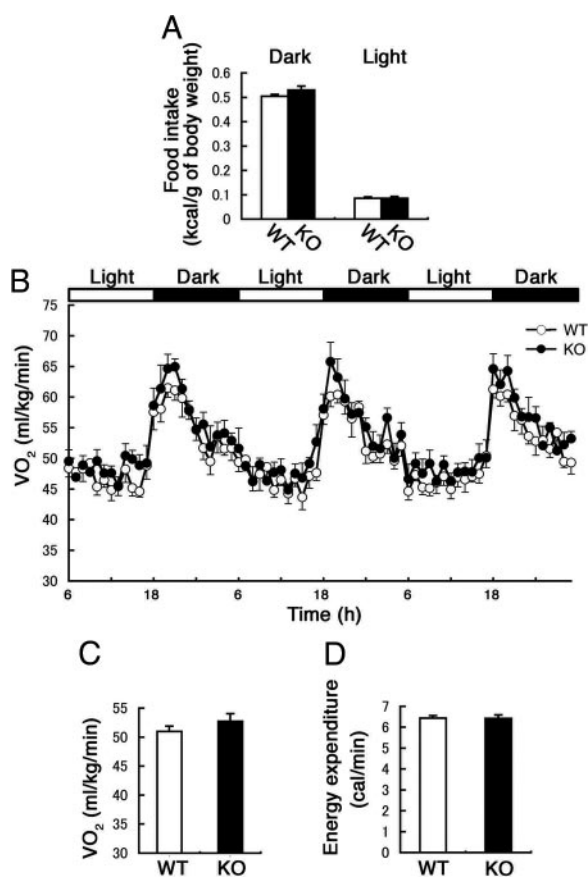 A
Dark Light
Food intake
(kcal/g of body weight)
0.6
0.5
0.4
0.3
0.2
0.1
0
WT KO WT KO
B
Light Dark Light Dark Light Dark
VO2 (ml/kg/min)
75
70
65
60
55
50
45
40
35
30
WT
KO
6 18 6 18 6 18
Time (h)
C
VO2 (ml/kg/min)
55
50
45
40
35
30
WT KO
D
Energy expenditure
(cal/min)
7
6
5
4
3
2
1
0
WT KO